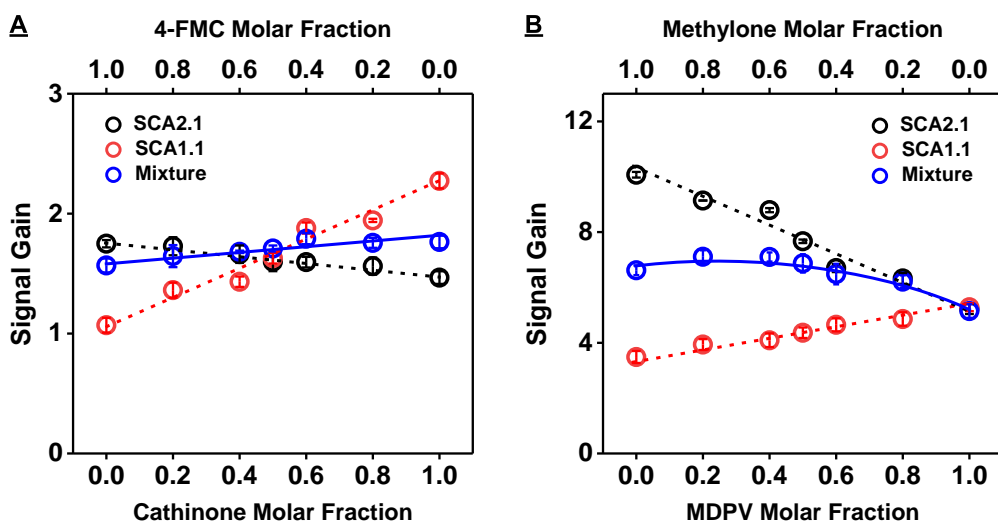 A
4-FMC Molar Fraction
1.0 0.8 0.6 0.4 0.2 0.0
3
2
1
0
Signal Gain
SCA2.1
SCA1.1
Mixture
0.0 0.2 0.4 0.6 0.8 1.0
Cathinone Molar Fraction
B
Methylone Molar Fraction
1.0 0.8 0.6 0.4 0.2 0.0
12
8
4
0
Signal Gain
SCA2.1
SCA1.1
Mixture
0.0 0.2 0.4 0.6 0.8 1.0
MDPV Molar Fraction